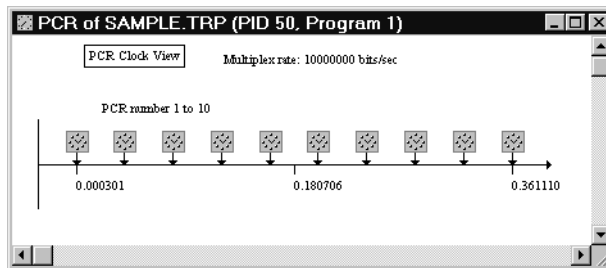 PCR of SAMPLE.TRP (PID 50, Program 1)
PCR Clock View
Multiplex rate: 10000000 bits/sec
PCR number 1 to 10
0.000301
0.180706
0.361110